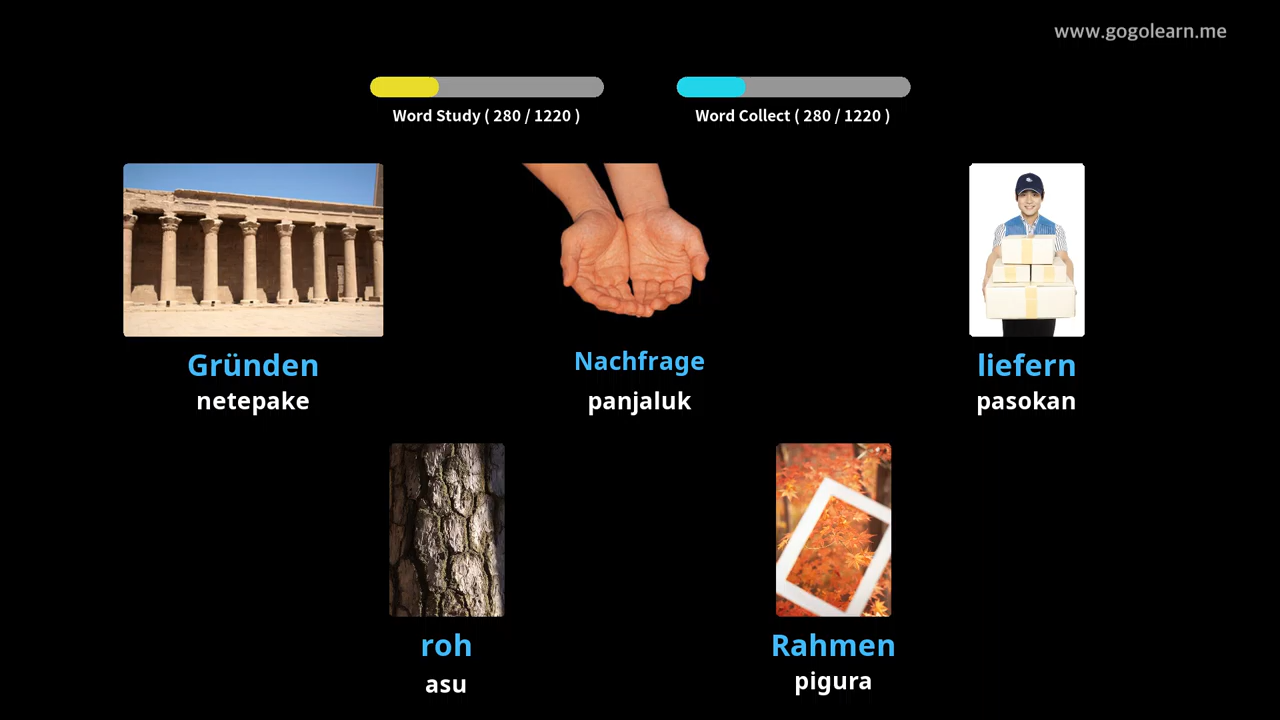 www.gogolearn.me
Word Study ( 280 / 1220 )
Word Collect ( 280 / 1220 )
Gründen
netepake
Nachfrage
panjaluk
liefern
pasokan
roh
asu
Rahmen
pigura